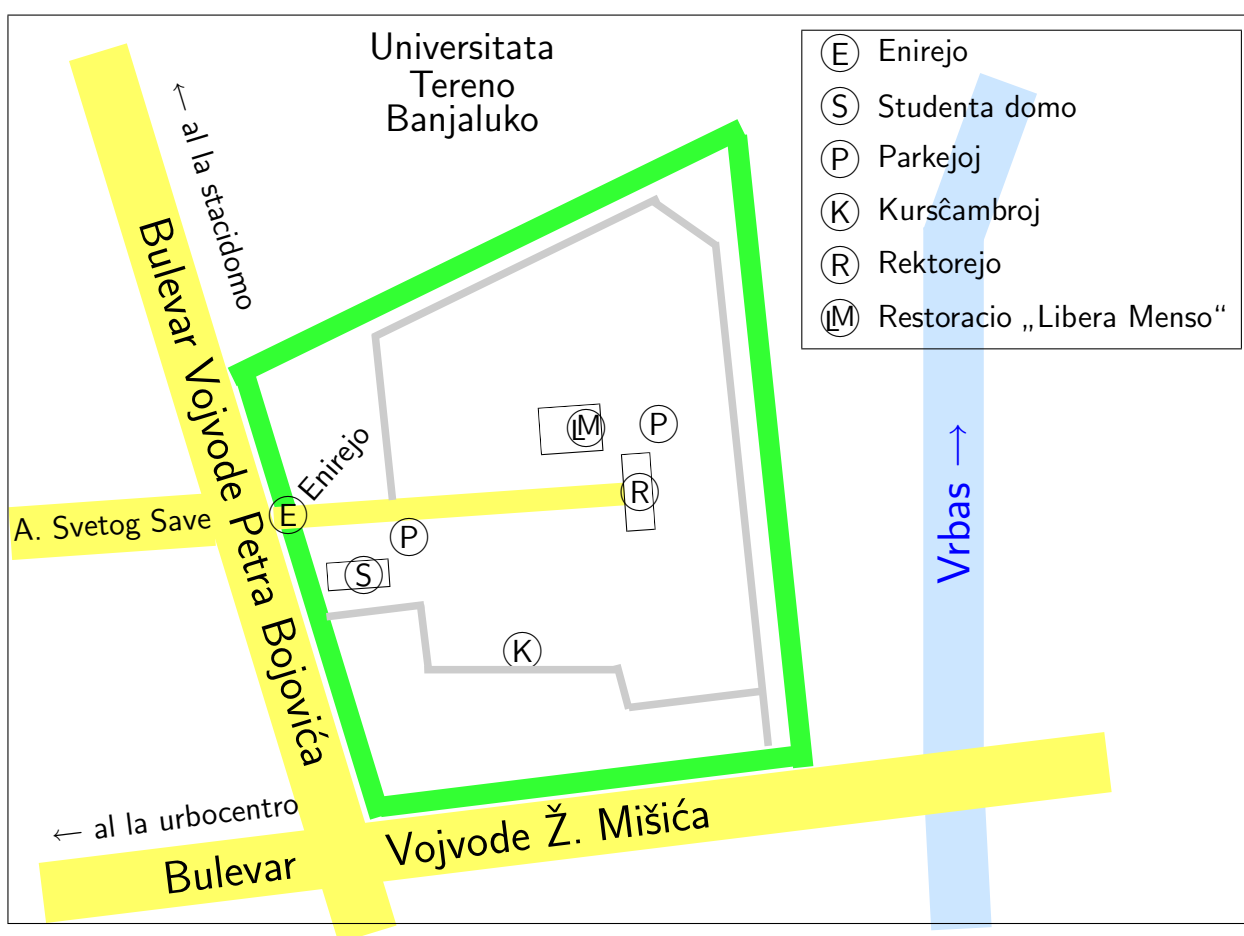 Universitata
Tereno
Banjaluko
E Enirejo
S Studenta domo
P Parkejoj
K Kursĉambroj
R Rektorejo
LM Restoracio „Libera Menso“
← al la stacidomo
Bulevar Vojvode Petra Bojovića
LM
P
Enirejo
R
E
A. Svetog Save
P
S
K
Vrbas →
← al la urbocentro
Bulevar Vojvode Ž. Mišića